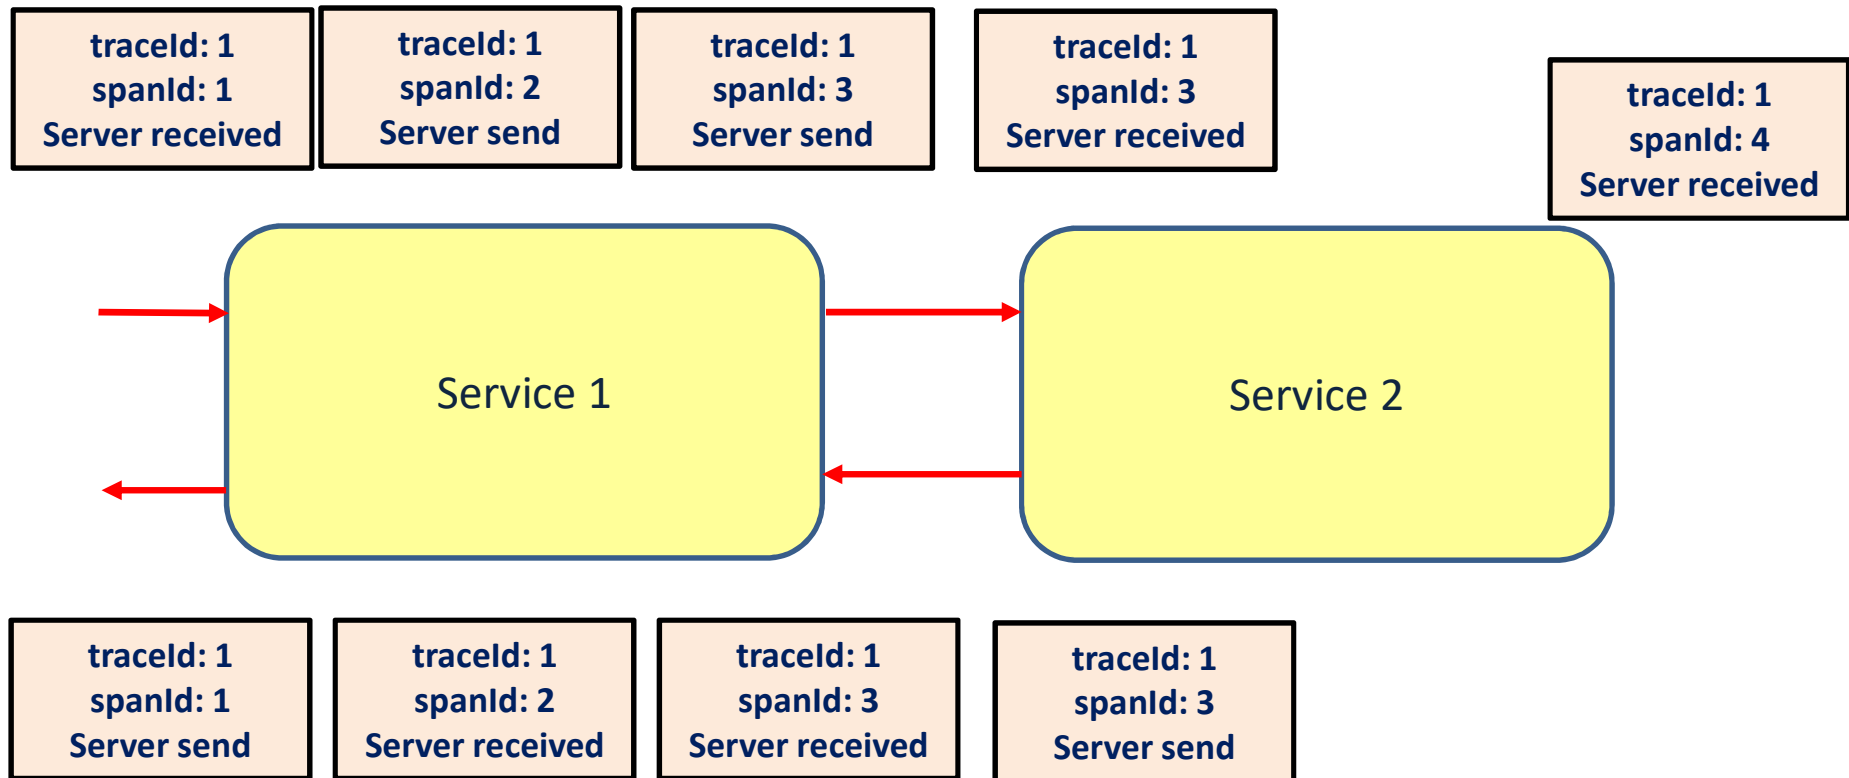 traceId: 1
spanId: 1
Server received
traceId: 1
spanId: 2
Server send
traceId: 1
spanId: 3
Server send
traceId: 1
spanId: 3
Server received
traceId: 1
spanId: 4
Server received
Service 1
Service 2
traceId: 1
spanId: 1
Server send
traceId: 1
spanId: 2
Server received
traceId: 1
spanId: 3
Server received
traceId: 1
spanId: 3
Server send